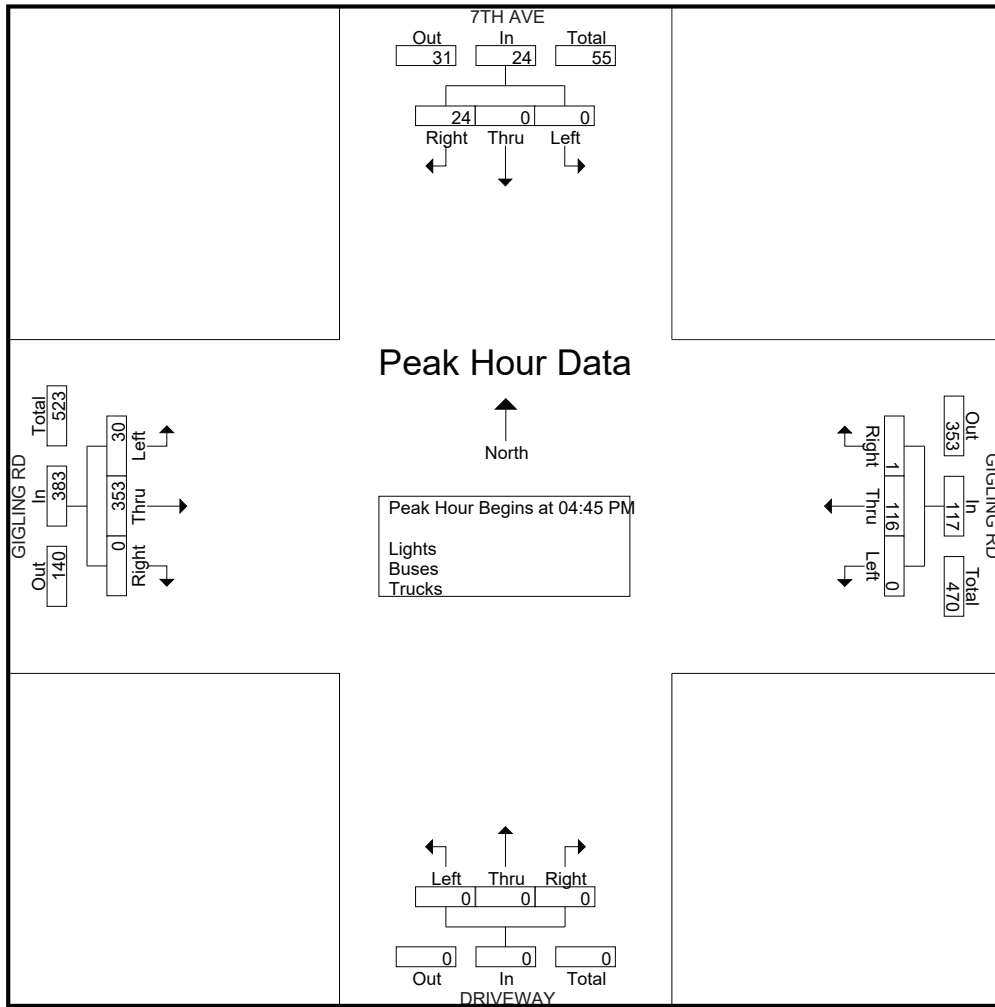 7TH AVE
Out In Total
31 24 55
24 0 0
Right Thru Left
Peak Hour Data
North
Peak Hour Begins at 04:45 PM
Lights
Buses
Trucks
GIGLING RD
Total In Out
523 383 140
30 353 0
Left Thru Right
GIGLING RD
Out In Total
353 117 470
1 116 0
Right Thru Left
Left Thru Right
0 0 0
0 0 0
Out In Total
DRIVEWAY